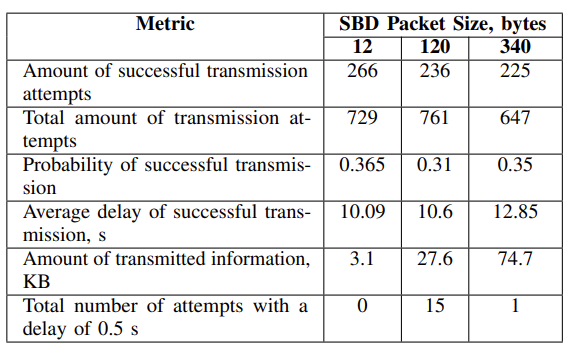 Metric SBD Packet Size, bytes
12 120 340
Amount of successful transmission 266 236 225
attempts
Total amount of transmission at- 729 761 647
tempts
Probability of successful transmis- 0.365 0.31 0.35
sion
Average delay of successful trans- 10.09 10.6 12.85
mission, s
Amount of transmitted information, 3.1 27.6 74.7
KB
Total number of attempts with a 0 15 1
delay of 0.5 s